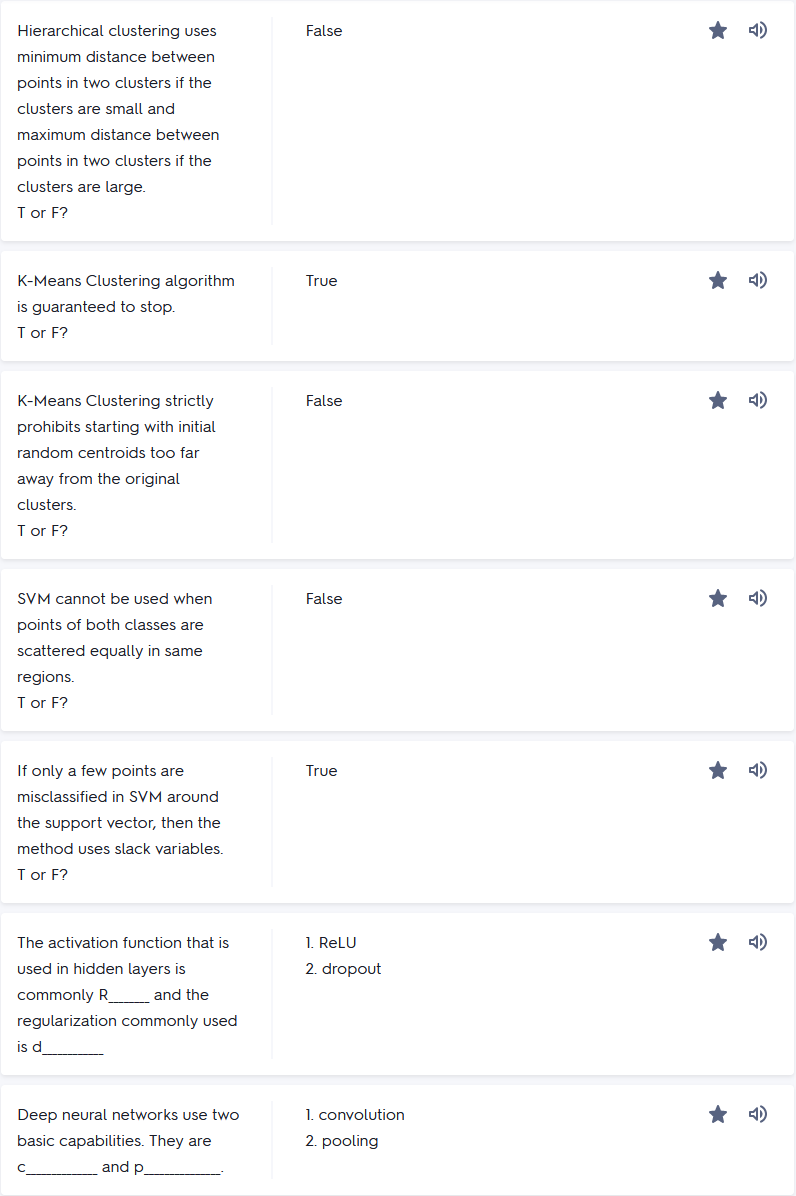 Hierarchical clustering uses
minimum distance between
points in two clusters if the
clusters are small and
maximum distance between
points in two clusters if the
clusters are large.
T or F?
False
K-Means Clustering algorithm
is guaranteed to stop.
T or F?
True
K-Means Clustering strictly
prohibits starting with initial
random centroids too far
away from the original
clusters.
T or F?
False
SVM cannot be used when
points of both classes are
scattered equally in same
regions.
T or F?
False
If only a few points are
misclassified in SVM around
the support vector, then the
method uses slack variables.
T or F?
True
The activation function that is
used in hidden layers is
commonly R______ and the
regularization commonly used
is d_________
1. ReLU
2. dropout
Deep neural networks use two
basic capabilities. They are
c___________ and p____________.
1. convolution
2. pooling